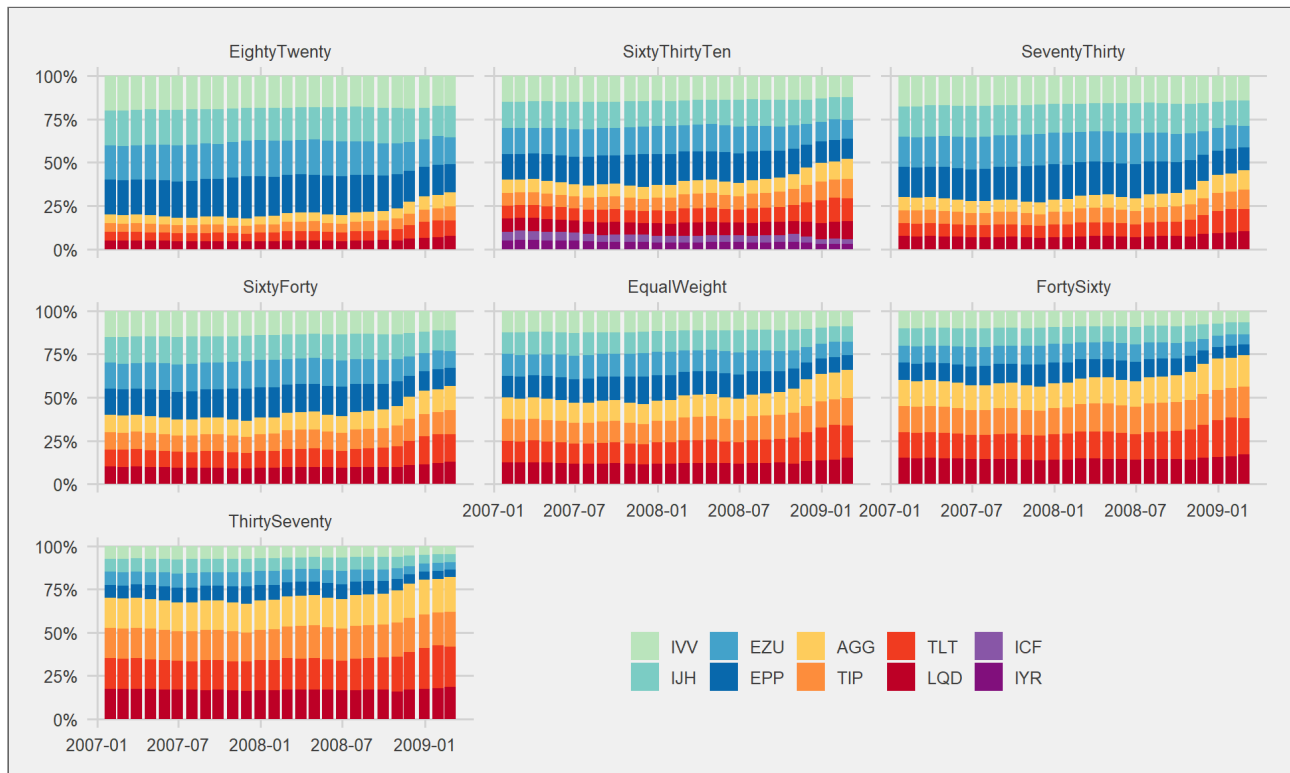 EightyTwenty SixtyThirtyTen SeventyThirty
100%
75%
50%
25%
0%
SixtyForty EqualWeight FortySixty
100%
75%
50%
25%
0%
2007-01 2007-07 2008-01 2008-07 2009-01 2007-01 2007-07 2008-01 2008-07 2009-01
ThirtySeventy
100%
75%
50%
25%
0%
2007-01 2007-07 2008-01 2008-07 2009-01
IVV EZU AGG TLT ICF
IJH EPP TIP LQD IYR